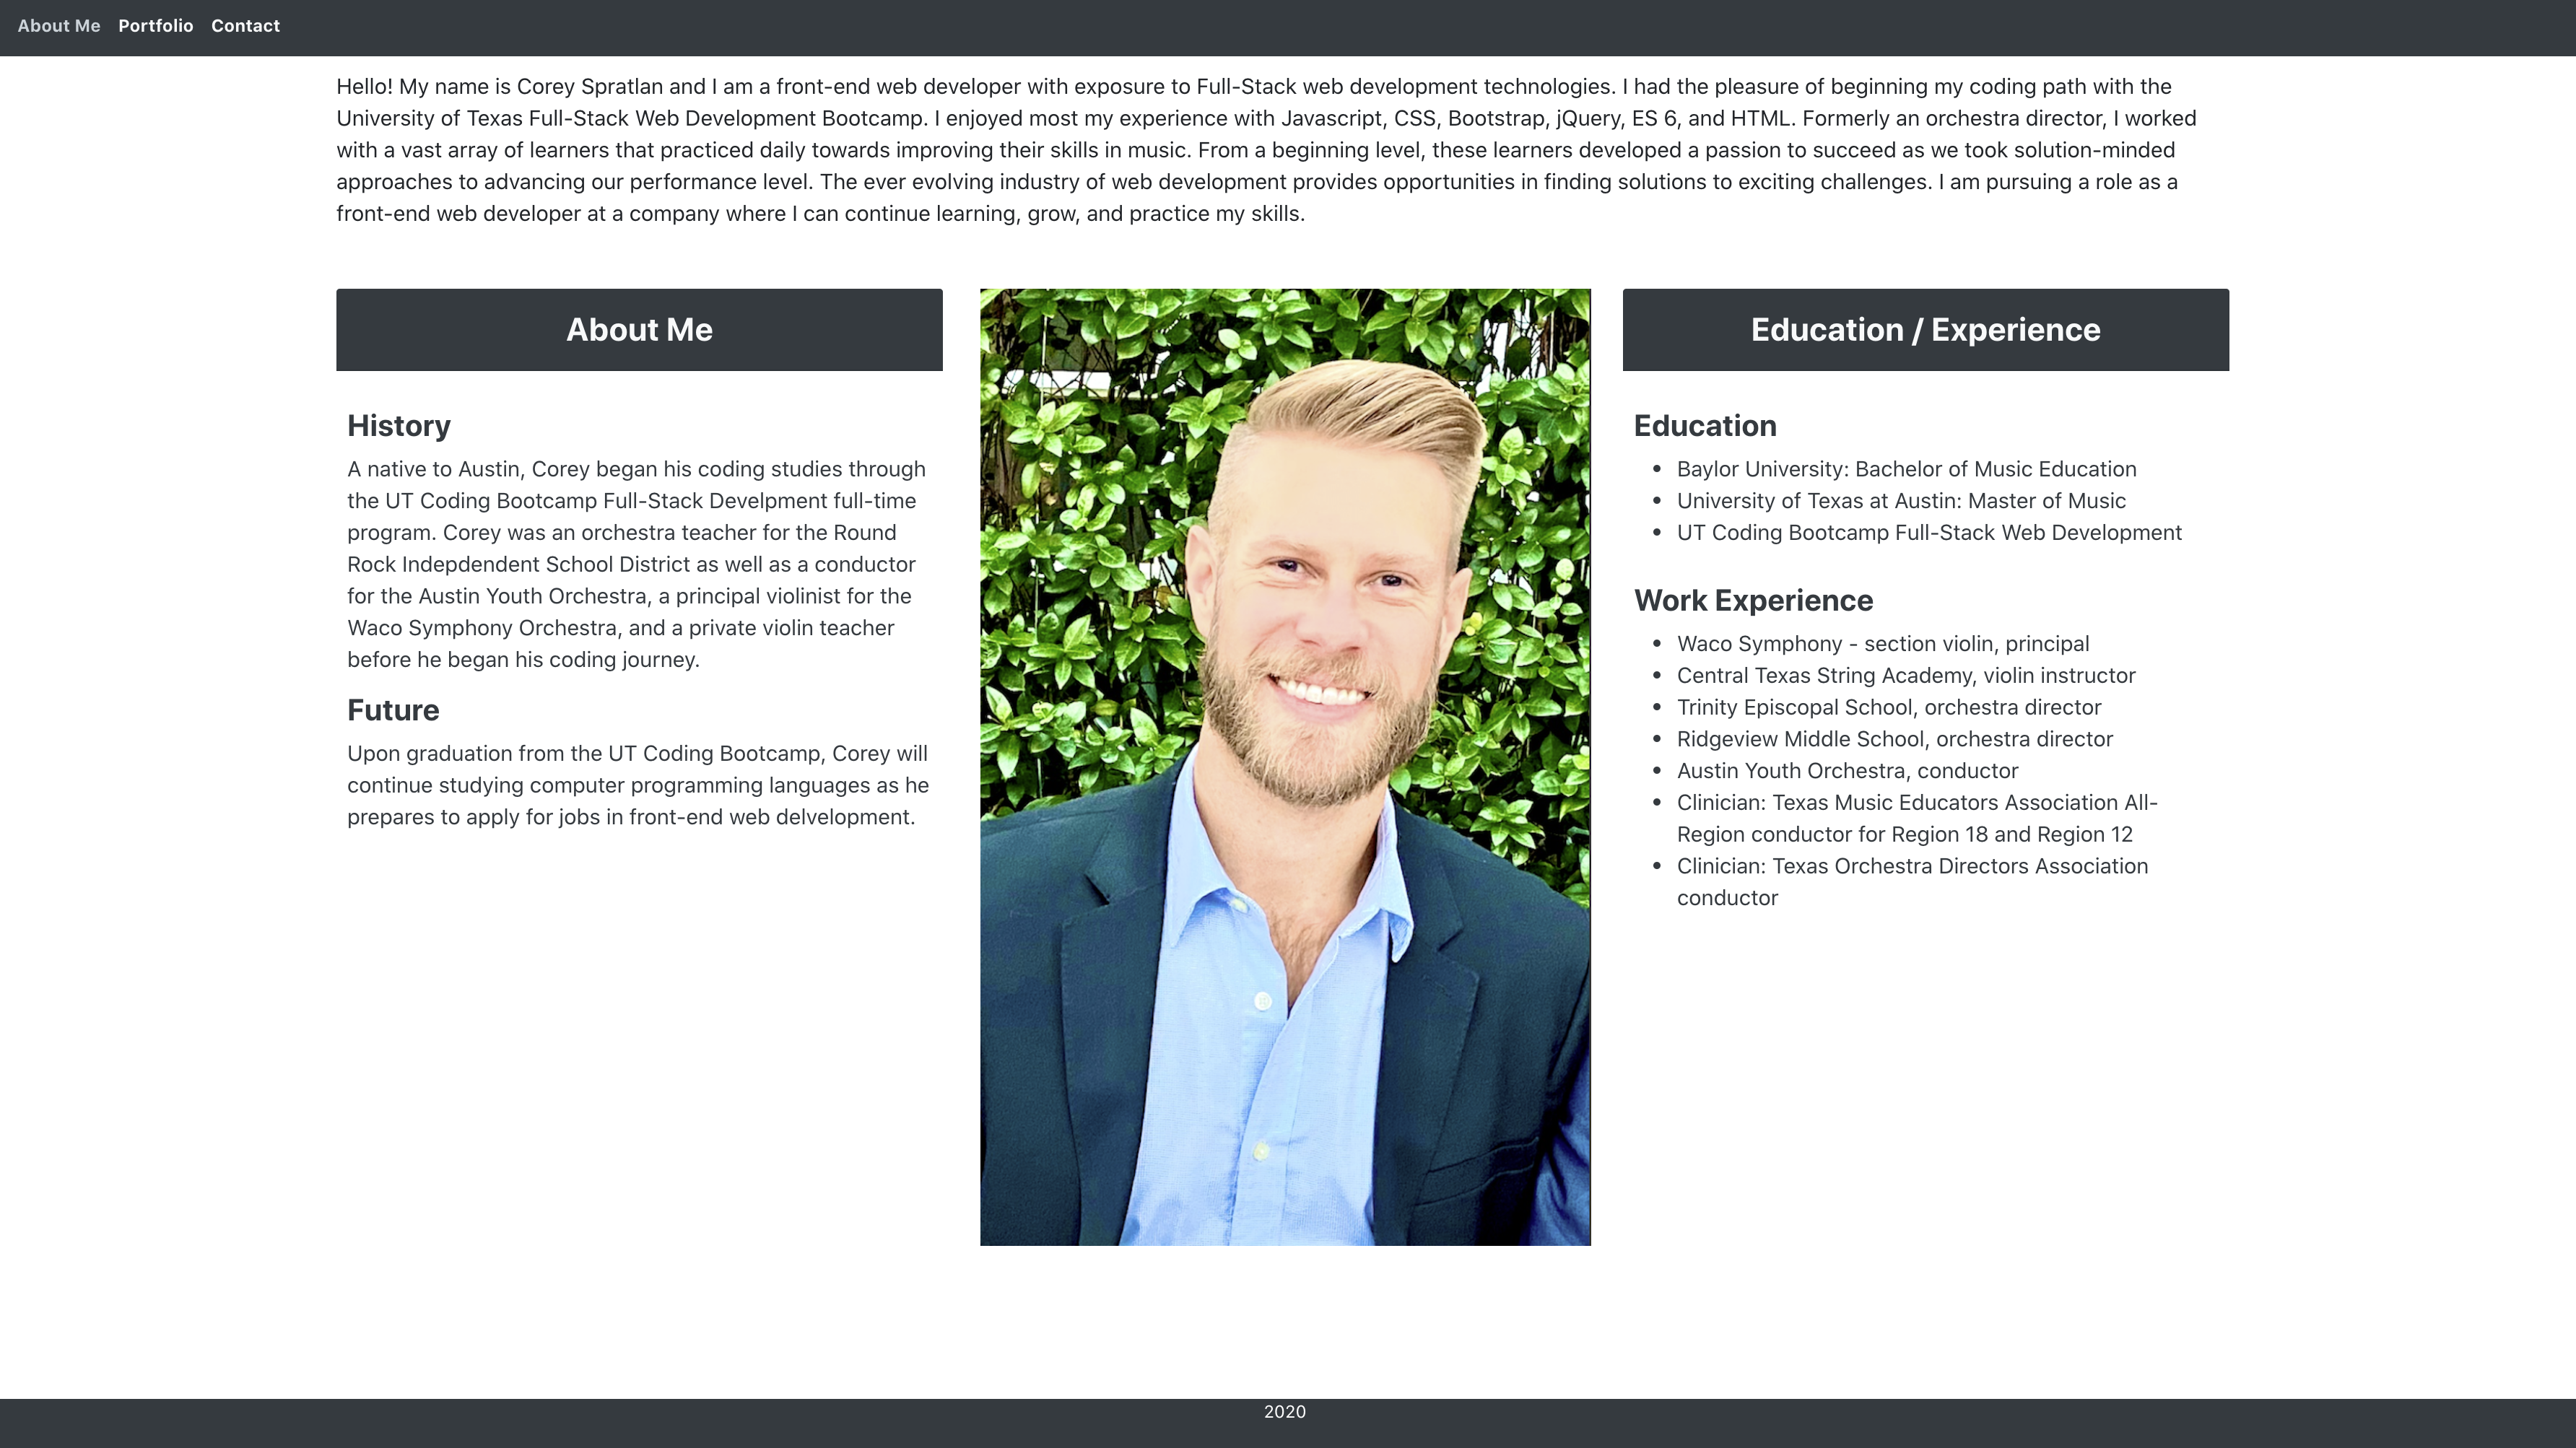 About Me Portfolio Contact
Hello! My name is Corey Spratlan and I am a front-end web developer with exposure to Full-Stack web development technologies. I had the pleasure of beginning my coding path with the
University of Texas Full-Stack Web Development Bootcamp. I enjoyed most my experience with Javascript, CSS, Bootstrap, jQuery, ES 6, and HTML. Formerly an orchestra director, I worked
with a vast array of learners that practiced daily towards improving their skills in music. From a beginning level, these learners developed a passion to succeed as we took solution-minded
approaches to advancing our performance level. The ever evolving industry of web development provides opportunities in finding solutions to exciting challenges. I am pursuing a role as a
front-end web developer at a company where I can continue learning, grow, and practice my skills.
About Me
History
A native to Austin, Corey began his coding studies through
the UT Coding Bootcamp Full-Stack Develpment full-time
program. Corey was an orchestra teacher for the Round
Rock Indepdendent School District as well as a conductor
for the Austin Youth Orchestra, a principal violinist for the
Waco Symphony Orchestra, and a private violin teacher
before he began his coding journey.
Future
Upon graduation from the UT Coding Bootcamp, Corey will
continue studying computer programming languages as he
prepares to apply for jobs in front-end web delvelopment.
Education / Experience
Education
• Baylor University: Bachelor of Music Education
• University of Texas at Austin: Master of Music
• UT Coding Bootcamp Full-Stack Web Development
Work Experience
• Waco Symphony - section violin, principal
• Central Texas String Academy, violin instructor
• Trinity Episcopal School, orchestra director
• Ridgeview Middle School, orchestra director
• Austin Youth Orchestra, conductor
• Clinician: Texas Music Educators Association All-
Region conductor for Region 18 and Region 12
• Clinician: Texas Orchestra Directors Association
conductor
2020